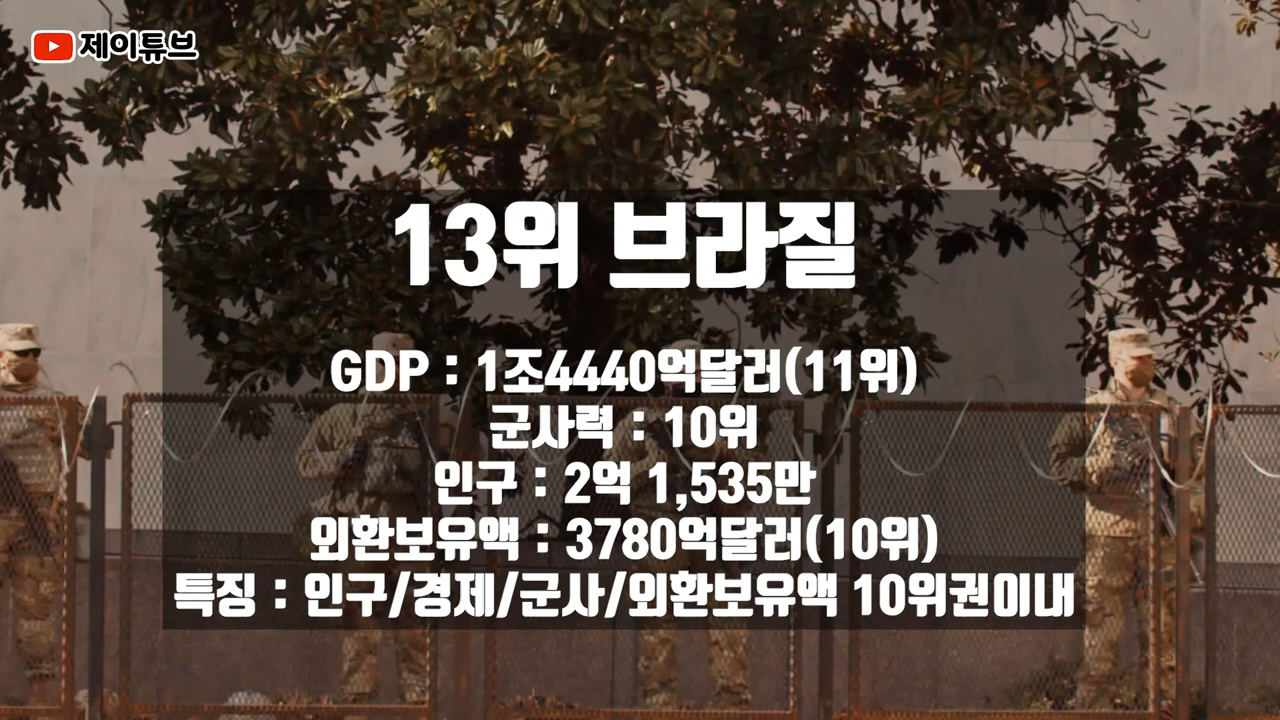 제이튜브
13위 브라질
GDP : 1조4440억달러(11위)
군사력 : 10위
인구 : 2억 1,535만
외환보유액 : 3780억달러(10위)
특징 : 인구/경제/군사/외환보유액 10위권이내